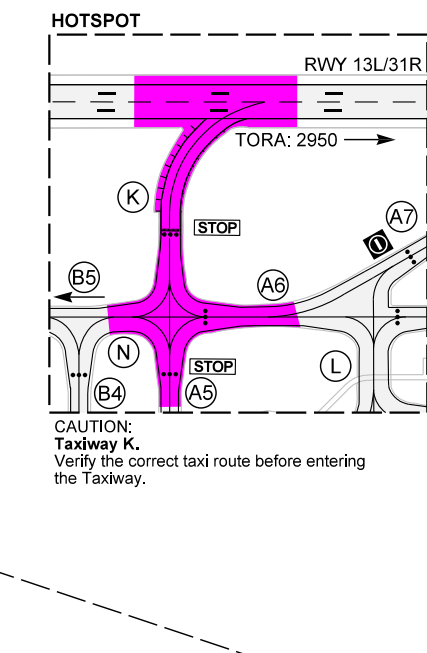 HOTSPOT
RWY 13L/31R
TORA: 2950
K
A7
STOP
B5
A6
N
STOP
L
B4
A5
CAUTION:
Taxiway K.
Verify the correct taxi route before entering
the Taxiway.